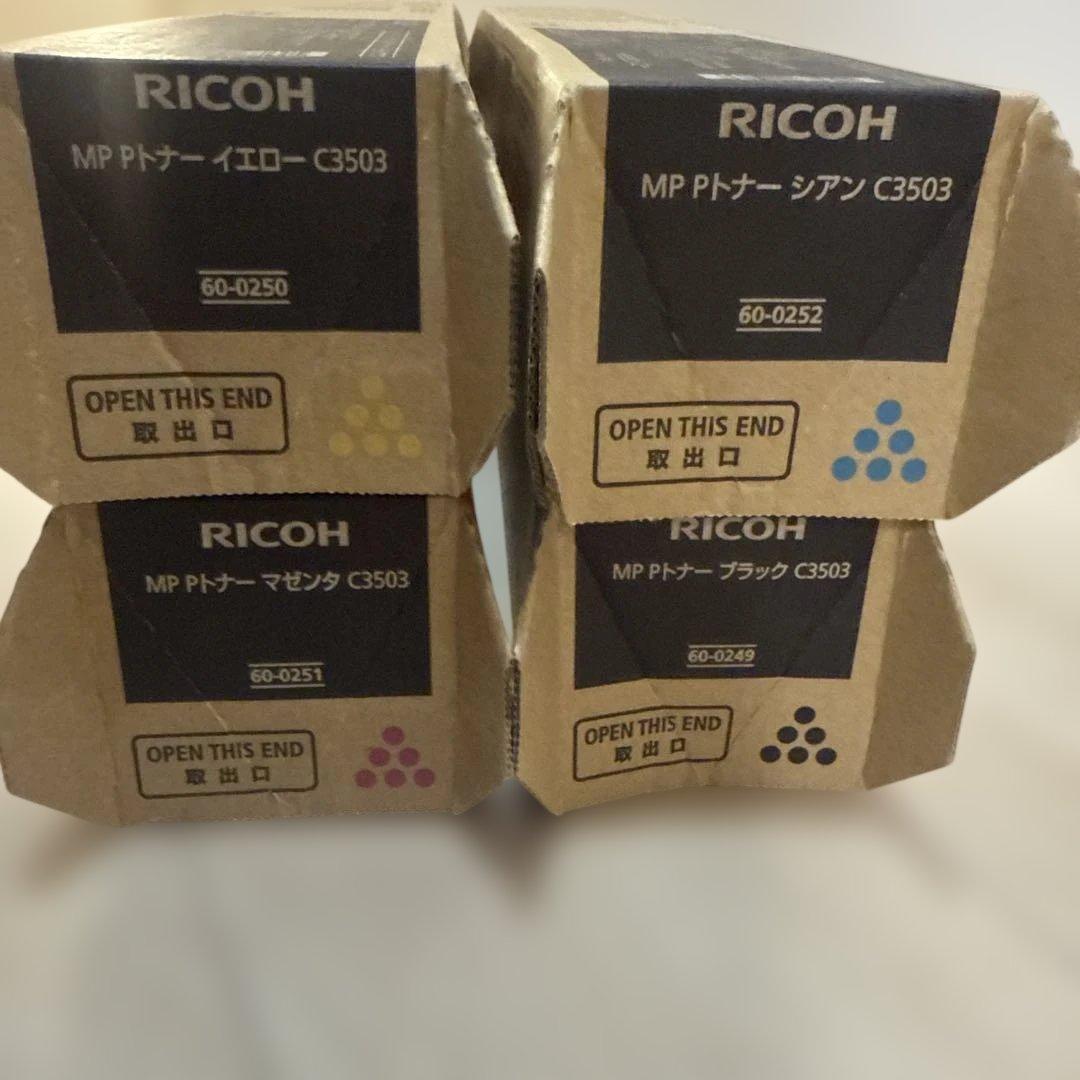 RICOH
MP Pトナー イエロー C3503
60-0250
OPEN THIS END
取出口
RICOH
MP Pトナー シアン C3503
60-0252
OPEN THIS END
取出口
RICOH
MP Pトナー マゼンタ C3503
60-0251
OPEN THIS END
取出口
RICOH
MP Pトナー ブラック C3503
60-0249
OPEN THIS END
取出口